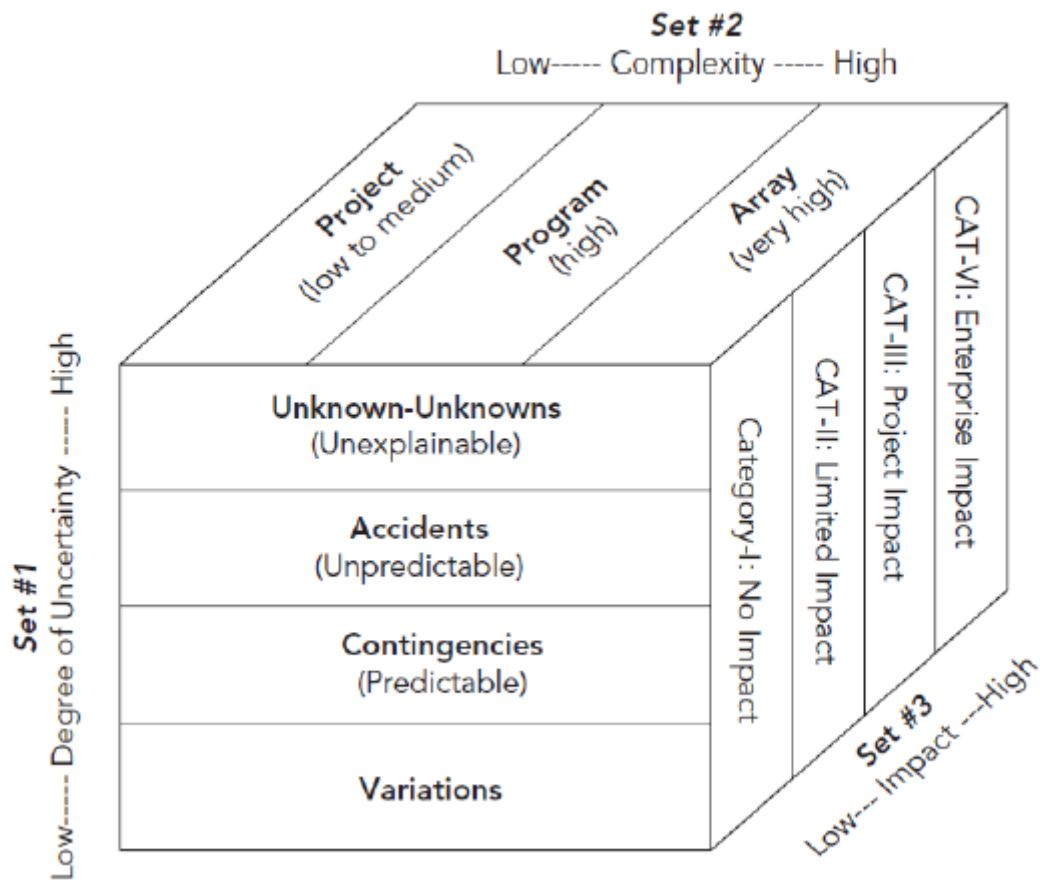 Set #2
Low----- Complexity ----- High
Project
(low to medium)
Program
(high)
Array
(very high)
Set #1
Low----- Degree of Uncertainty ----- High
Unknown-Unknowns
(Unexplainable)
Accidents
(Unpredictable)
Contingencies
(Predictable)
Variations
Category-I: No Impact
CAT-II: Limited Impact
CAT-III: Project Impact
CAT-VI: Enterprise Impact
Set #3
Low--- Impact ---High